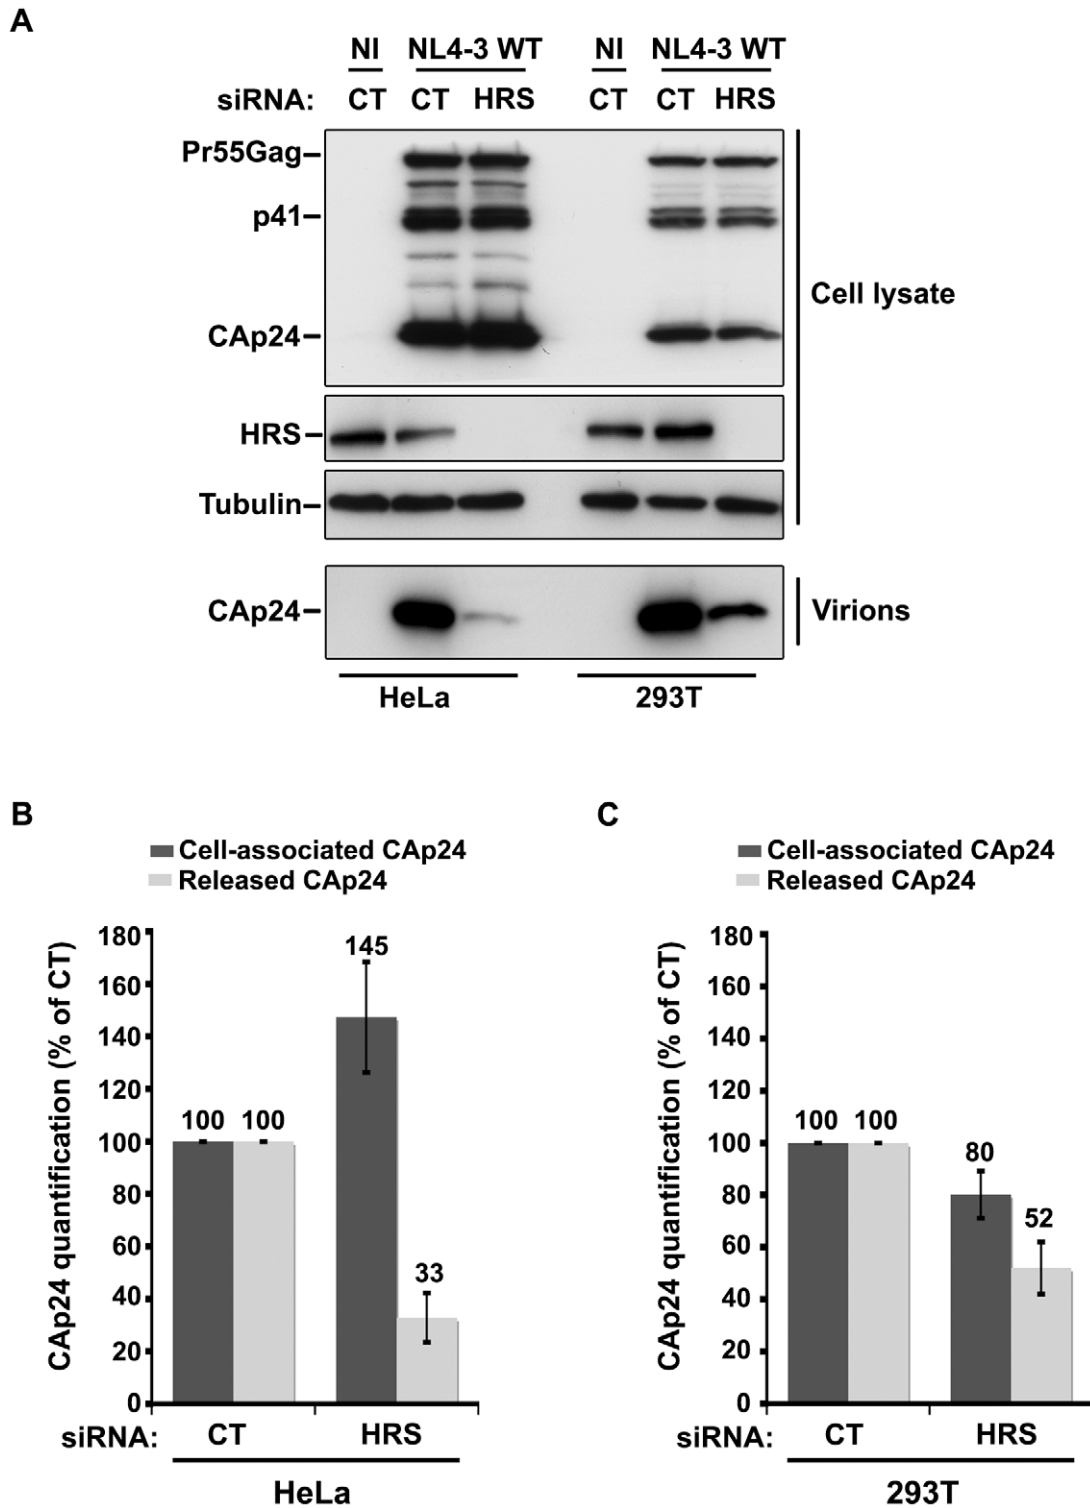 A
NI NL4-3 WT NI NL4-3 WT
siRNA: CT CT HRS CT CT HRS
Pr55Gag
p41
Cell lysate
CAp24
HRS
Tubulin
CAp24 Virions
HeLa 293T
B
Cell-associated CAp24
Released CAp24
CAp24 quantification (% of CT)
180
160
140
120
100
80
60
40
20
0
100 100
145
33
siRNA: CT HRS
HeLa
C
Cell-associated CAp24
Released CAp24
CAp24 quantification (% of CT)
180
160
140
120
100
80
60
40
20
0
100 100
80
52
siRNA: CT HRS
293T